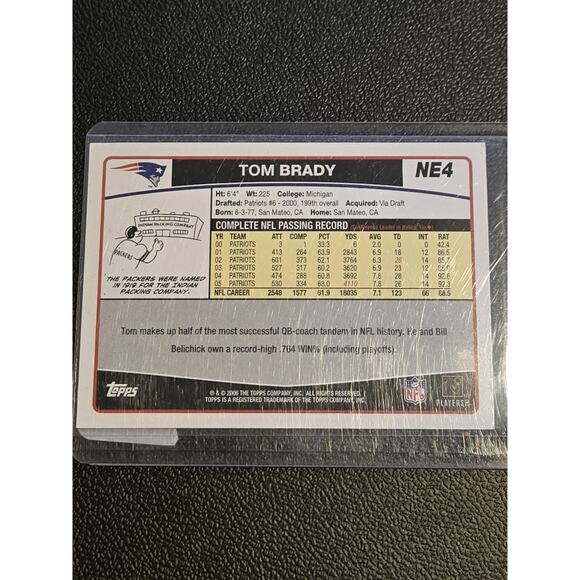 TOM BRADY
NE4
Ht: 6'4" Wt: 225 College: Michigan
Drafted: Patriots #6 - 2000, 199th overall Acquired: Via Draft
Born: 8-3-77, San Mateo, CA Home: San Mateo, CA
COMPLETE NFL PASSING RECORD
YR TEAM ATT COMP PCT YDS AVG TD INT RAT
00 PATRIOTS 3 1 33.3 6 2.0 0 0 42.4
01 PATRIOTS 413 264 63.9 2843 6.9 18 12 86.5
02 PATRIOTS 601 373 62.1 3764 6.3 28 14 85.7
03 PATRIOTS 527 317 60.2 3620 6.9 23 12
04 PATRIOTS 474 288 60.8 3692 7.8 28 14 92.6
05 PATRIOTS 530 334 63.0 4110 7.8 26 14 92.3
NFL CAREER 2548 1577 61.9 18035 7.1 123 66
INDIAN PACKING COMPANY
PACKERS
THE PACKERS WERE NAMED
IN 1919 FOR THE INDIAN
PACKING COMPANY.
Tom makes up half of the most successful QB-coach tandem in NFL history. He and Bill
Belichick own a record-high .764 WIN% (including playoffs).
Topps
® & © 2006 THE TOPPS COMPANY, INC. ALL RIGHTS RESERVED.
TOPPS IS A REGISTERED TRADEMARK OF THE TOPPS COMPANY, INC.
NFL
PLAYERS